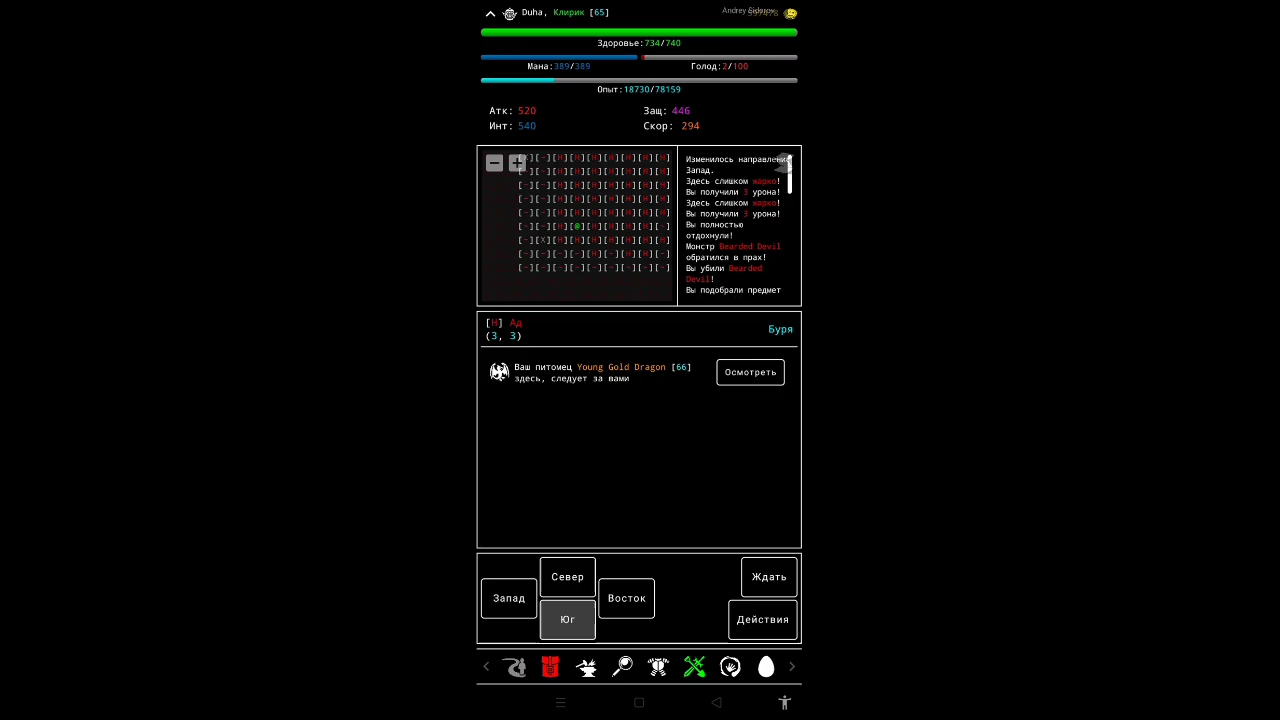 Duha, Клирик [65]
Andrey
Здоровье:734/740
Мана:389/389
Голод:2/100
Опыт:18730/78159
Атк: 520
Защ: 446
Инт: 540
Скор: 294
Изменилось направление
Запад.
Здесь слишком жарко!
Вы получили 3 урона!
Здесь слишком жарко!
Вы получили 3 урона!
Вы полностью
отдохнули!
Монстр Bearded Devil
обратился в прах!
Вы убили Bearded
Devil!
Вы подобрали предмет
[H] Ад
(3, 3)
Буря
Ваш питомец Young Gold Dragon [66]
здесь, следует за вами
Осмотреть
Север
Ждать
Запад
Восток
Юг
Действия